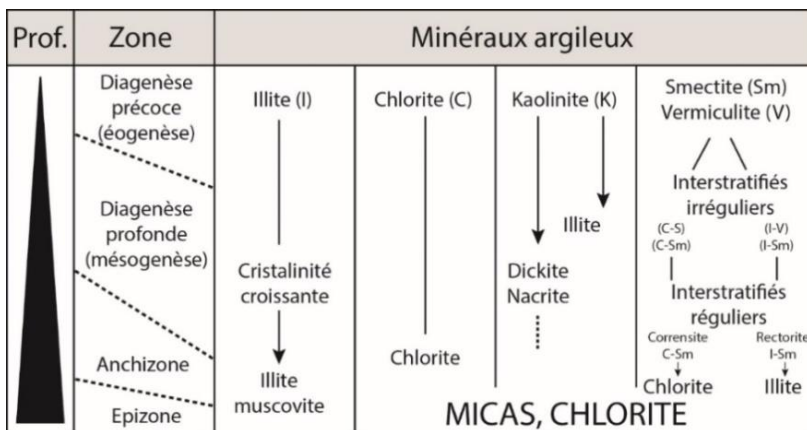 Prof.
Zone
Minéraux argileux
Diagenèse
précoce
(éogenèse)
Diagenèse
profonde
(mésogenèse)
Anchizone
Epizone
Illite (I)
Cristalinité
croissante
Illite
muscovite
Chlorite (C)
Chlorite
Kaolinite (K)
Illite
Dickite
Nacrite
Smectite (Sm)
Vermiculite (V)
Interstratifiés
irréguliers
(C-S) (I-V)
(C-Sm) (I-Sm)
Interstratifiés
réguliers
Corrensite Rectorite
C-Sm I-Sm
Chlorite Illite
MICAS, CHLORITE